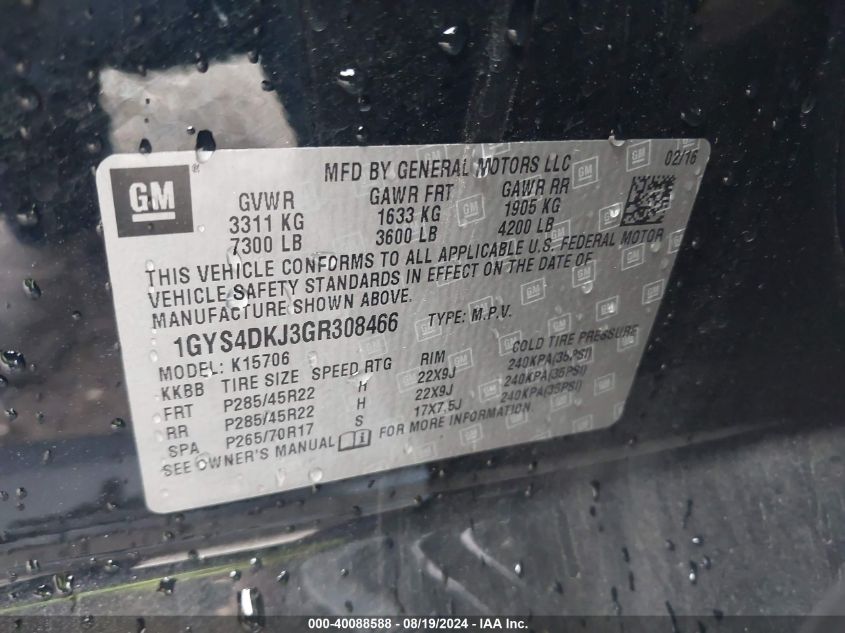 MFD BY GENERAL MOTORS LLC 02/16
GM ®
GVWR GAWR FRT GAWR RR
3311 KG 1633 KG 1905 KG
7300 LB 3600 LB 4200 LB
THIS VEHICLE CONFORMS TO ALL APPLICABLE U.S. FEDERAL MOTOR
VEHICLE SAFETY STANDARDS IN EFFECT ON THE DATE OF
MANUFACTURE SHOWN ABOVE.
1GYS4DKJ3GR308466 TYPE: M.P.V.
MODEL: K15706
KKBB TIRE SIZE SPEED RTG RIM COLD TIRE PRESSURE
FRT P285/45R22 H 22X9J 240KPA(35PSI)
RR P285/45R22 H 22X9J 240KPA(35PSI)
SPA P265/70R17 S 17X7.5J 240KPA(35PSI)
SEE OWNER'S MANUAL FOR MORE INFORMATION
000-40088588 - 08/19/2024 - IAA Inc.